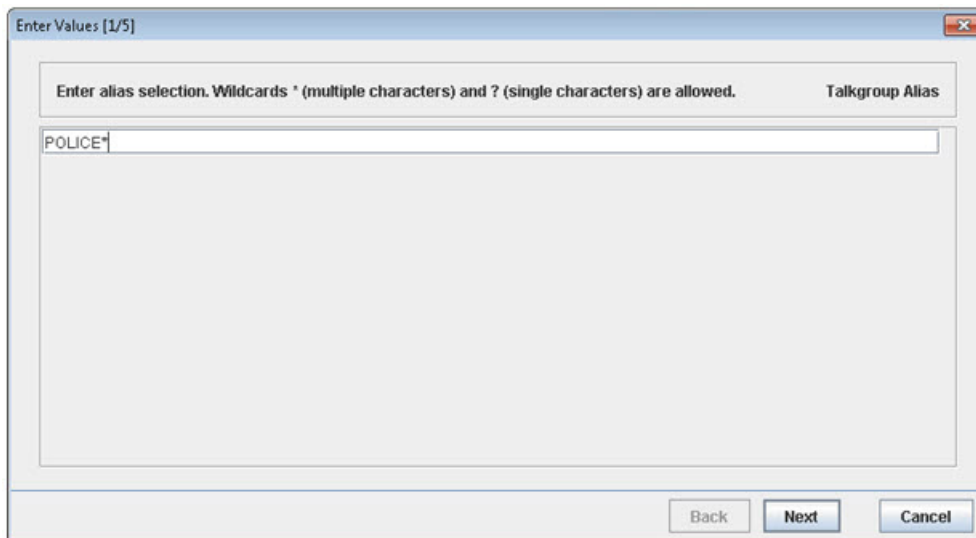 Enter Values [1/5]
Enter alias selection. Wildcards * (multiple characters) and ? (single characters) are allowed. Talkgroup Alias
POLICE*
Back Next Cancel